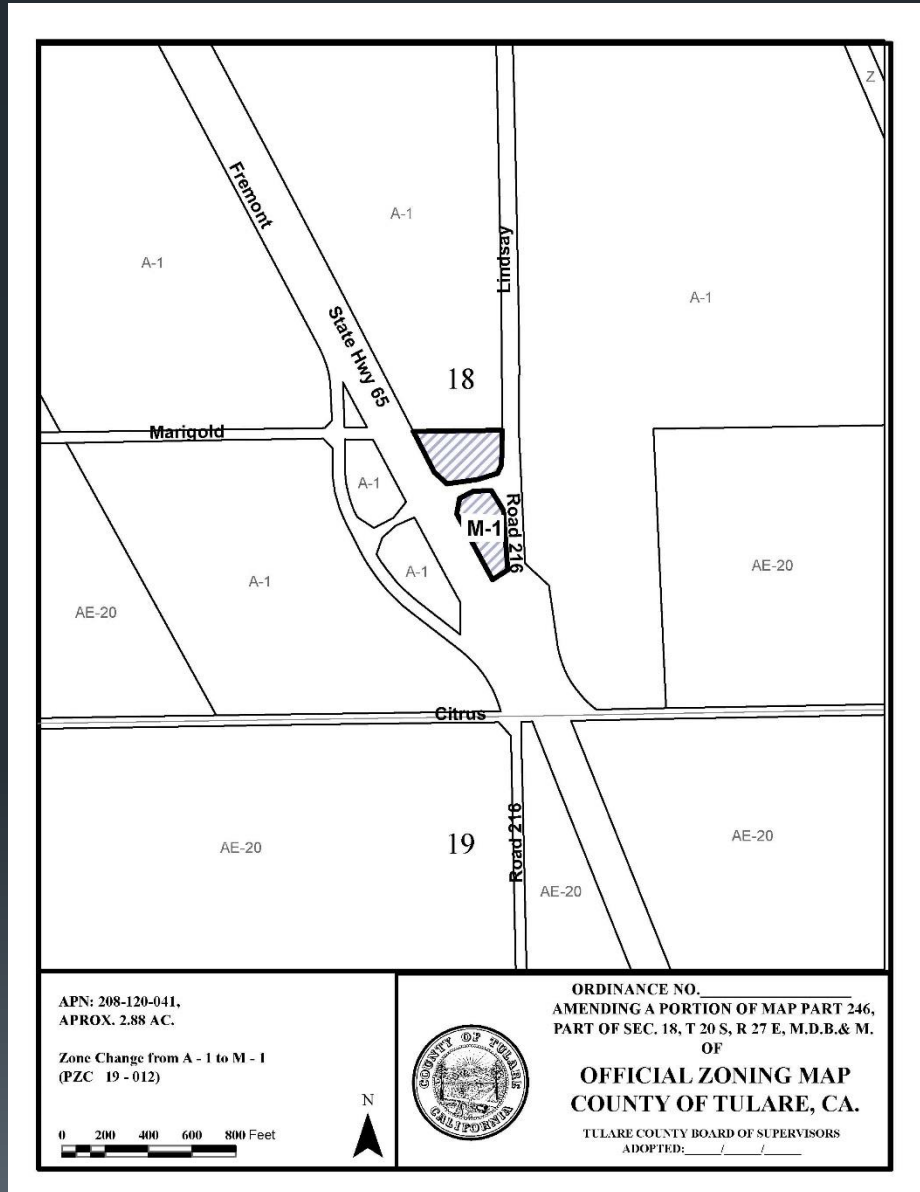 Z
Fremont
A-1
Lindsay
A-1
A-1
State Hwy 65
18
Marigold
A-1
M-1
Road 216
A-1
A-1
AE-20
AE-20
Citrus
AE-20
19
Road 216
AE-20
AE-20
APN: 208-120-041,
APROX. 2.88 AC.
Zone Change from A - 1 to M - 1
(PZC 19 - 012)
0 200 400 600 800 Feet
N
COUNTY OF TULARE
CALIFORNIA
ORDINANCE NO.____________
AMENDING A PORTION OF MAP PART 246,
PART OF SEC. 18, T 20 S, R 27 E, M.D.B.& M.
OF
OFFICIAL ZONING MAP
COUNTY OF TULARE, CA.
TULARE COUNTY BOARD OF SUPERVISORS
ADOPTED:_____/_____/_____